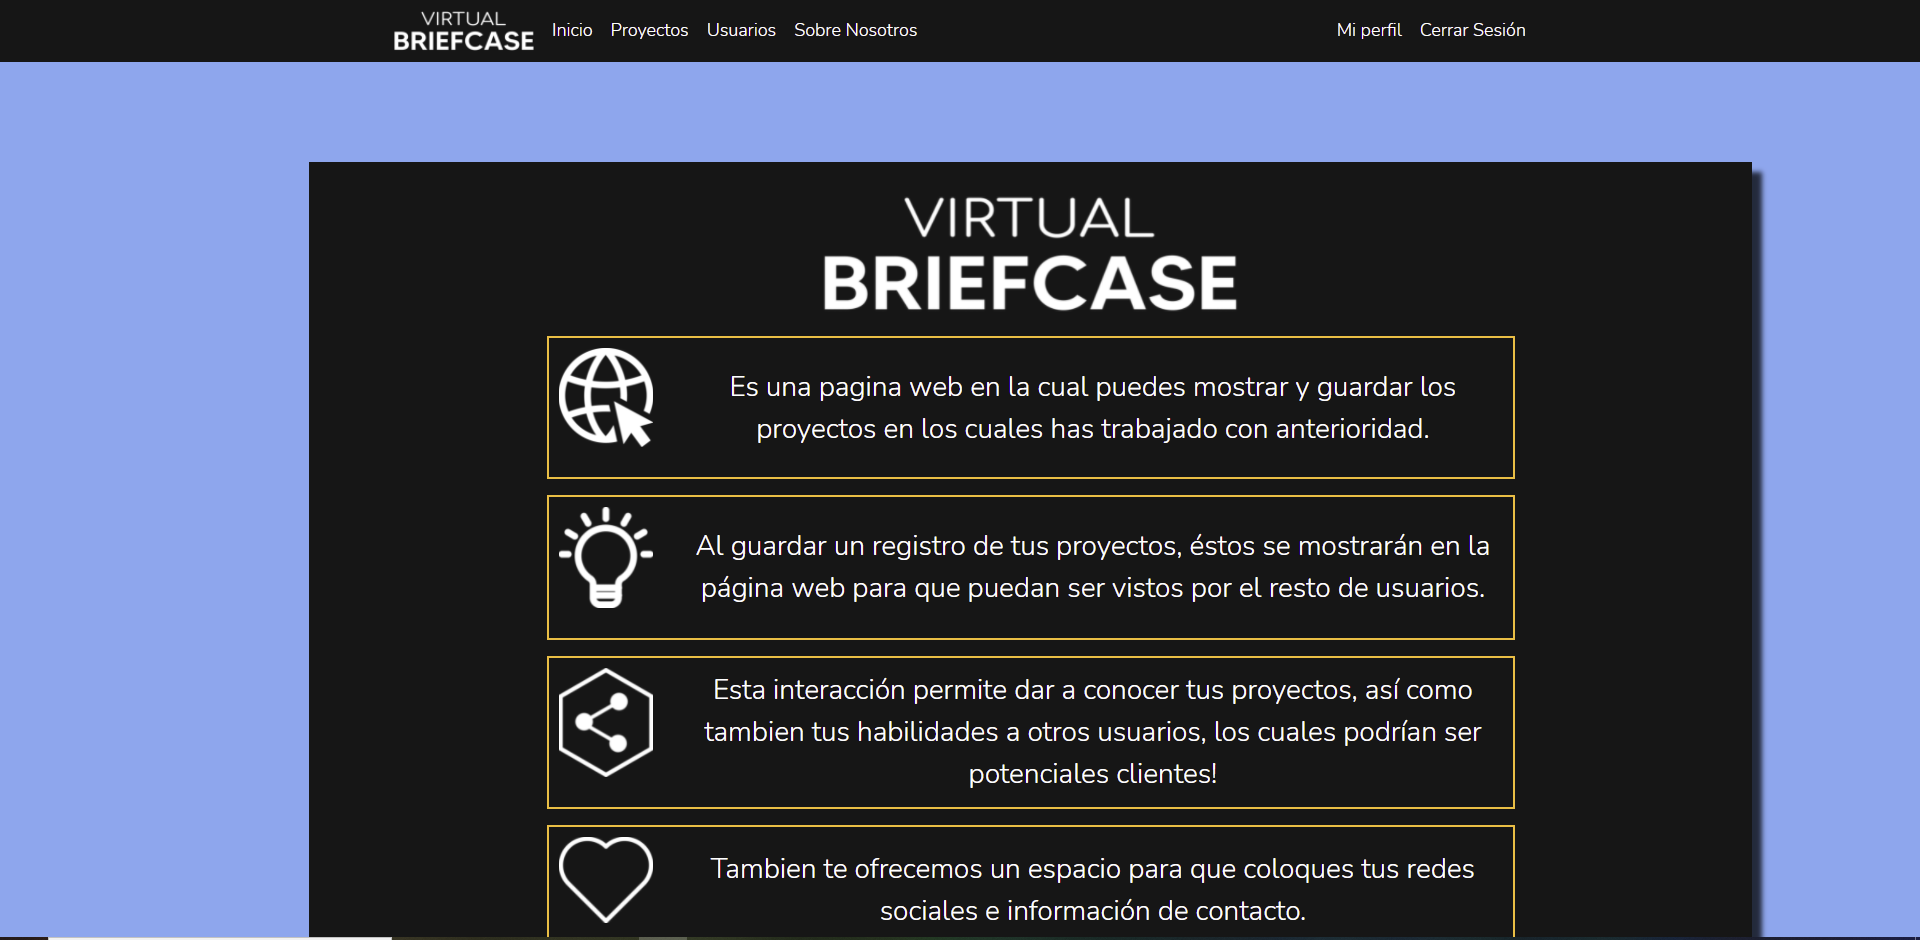 VIRTUAL
BRIEFCASE
Inicio Proyectos Usuarios Sobre Nosotros Mi perfil Cerrar Sesión
VIRTUAL
BRIEFCASE
Es una pagina web en la cual puedes mostrar y guardar los
proyectos en los cuales has trabajado con anterioridad.
Al guardar un registro de tus proyectos, éstos se mostrarán en la
página web para que puedan ser vistos por el resto de usuarios.
Esta interacción permite dar a conocer tus proyectos, así como
tambien tus habilidades a otros usuarios, los cuales podrían ser
potenciales clientes!
Tambien te ofrecemos un espacio para que coloques tus redes
sociales e información de contacto.